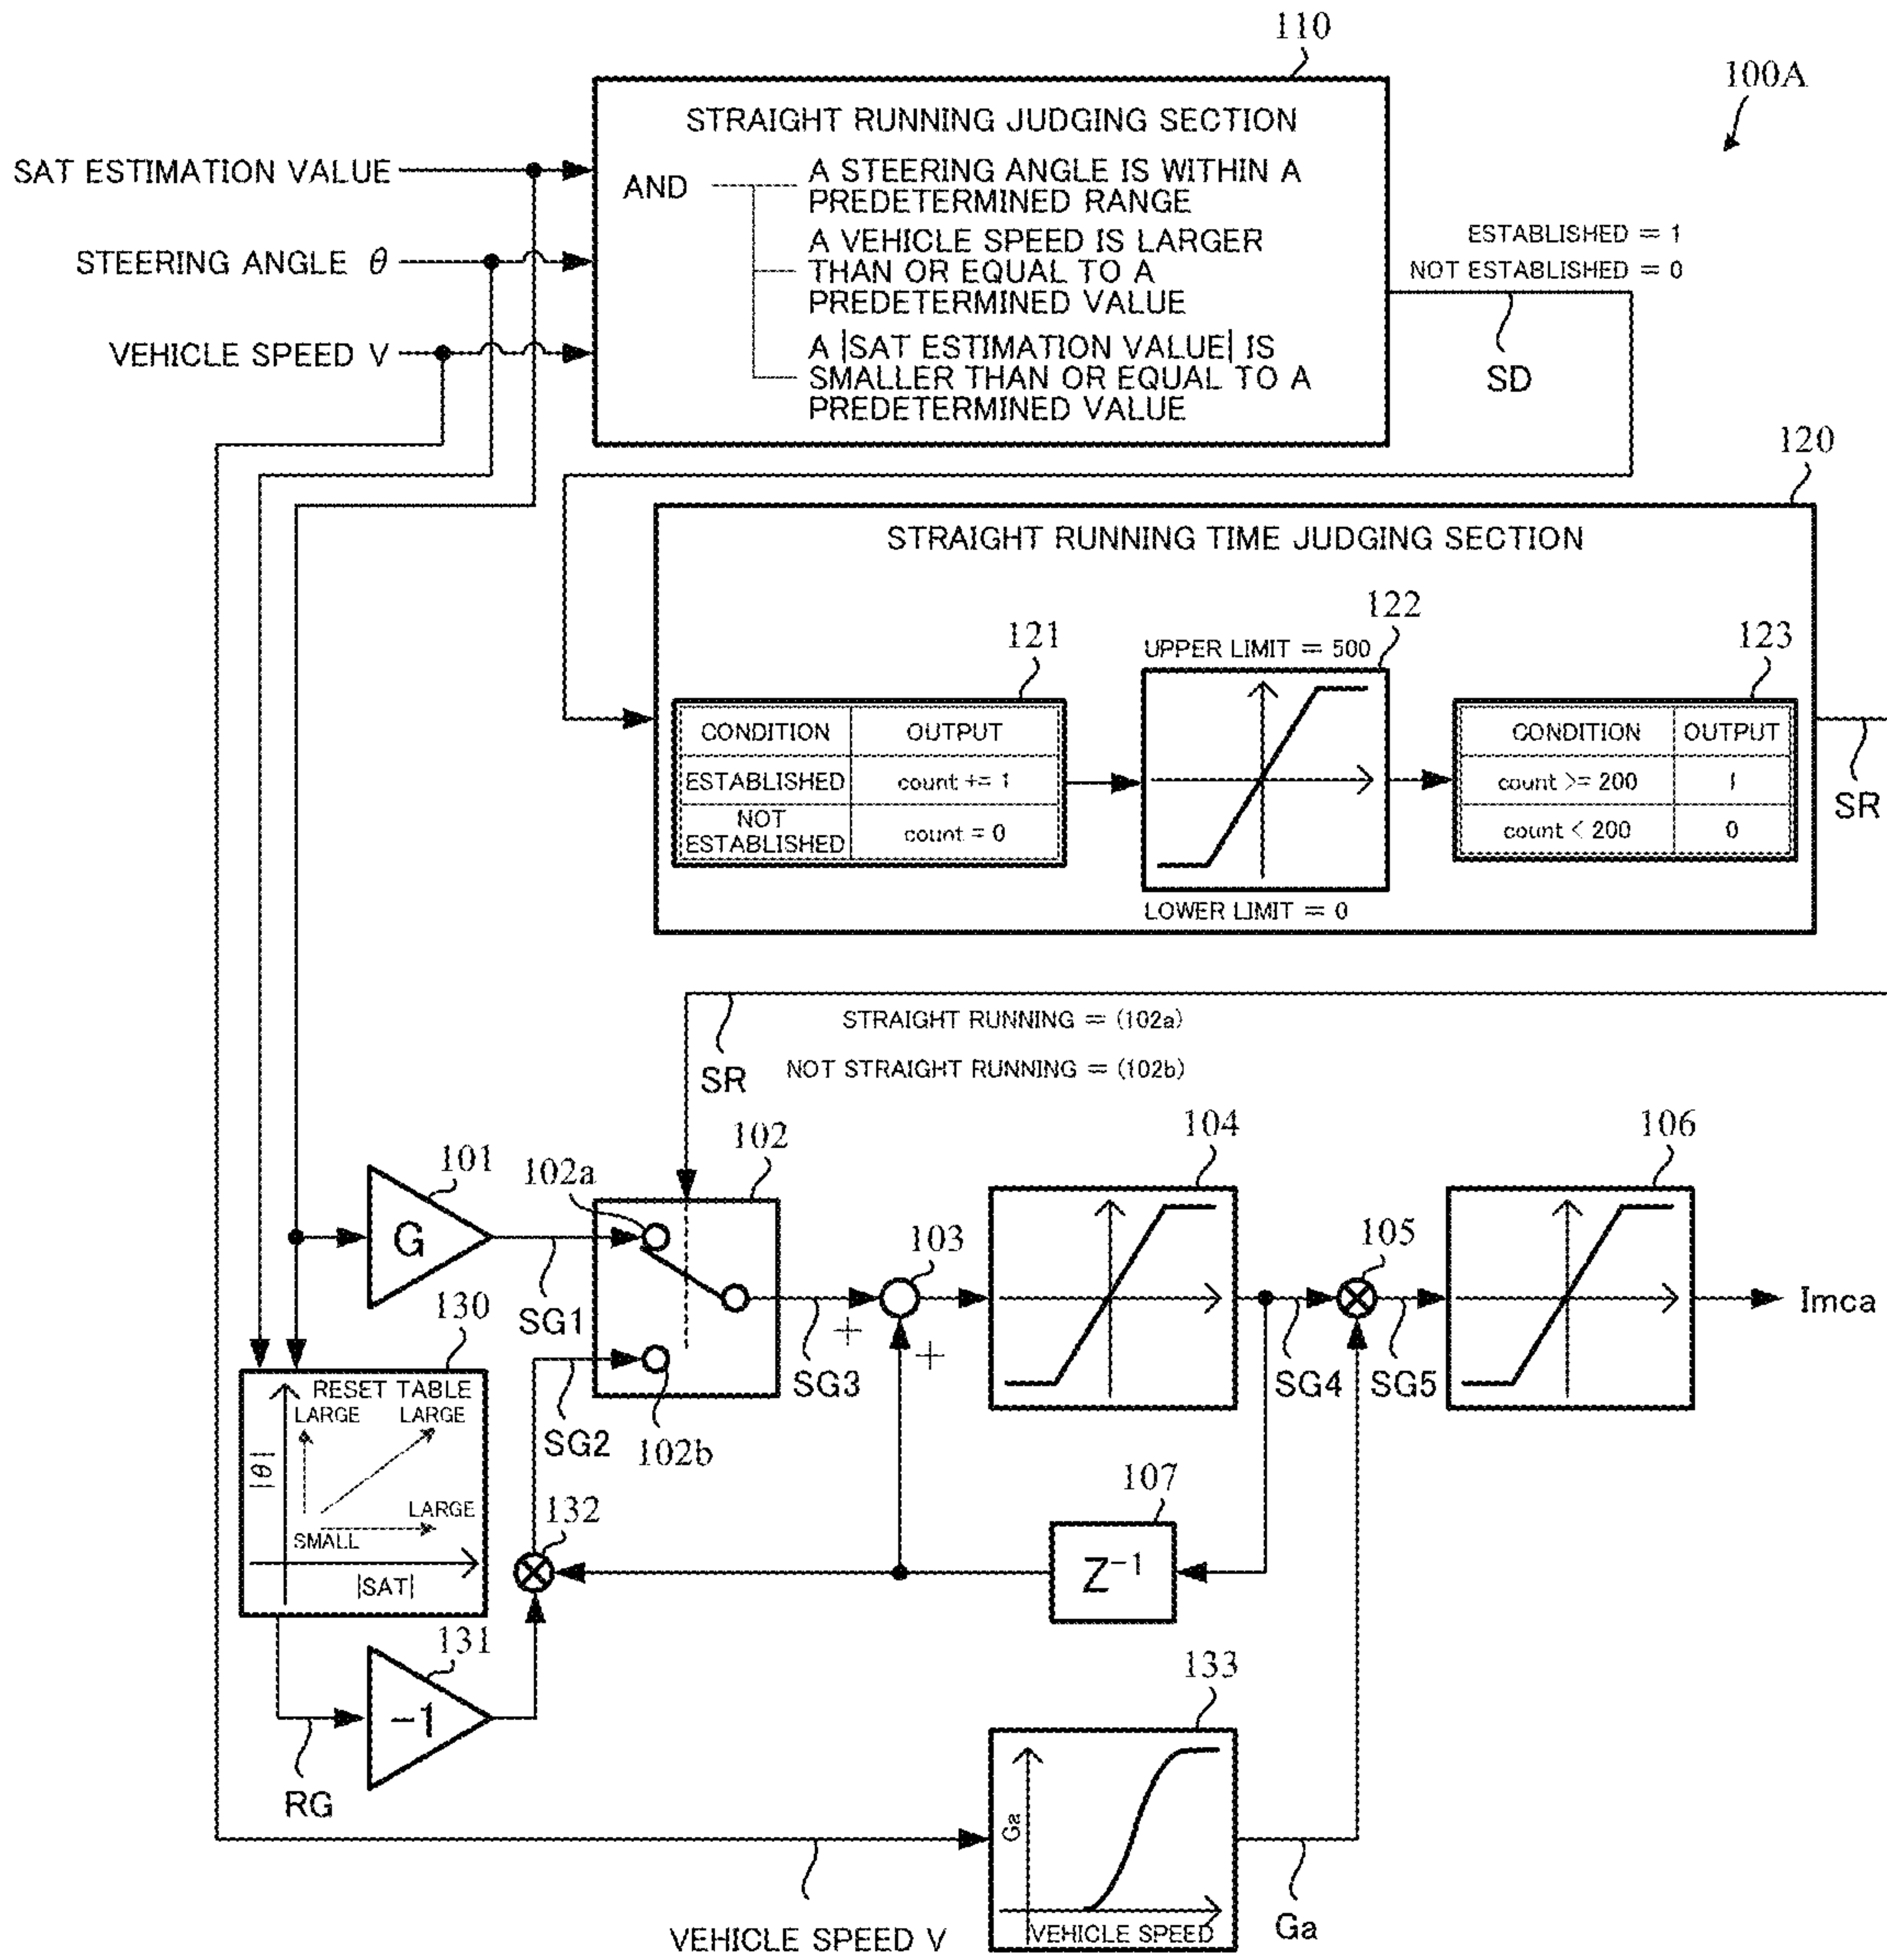 110
100A
STRAIGHT RUNNING JUDGING SECTION
SAT ESTIMATION VALUE
STEERING ANGLE θ
VEHICLE SPEED V
AND
A STEERING ANGLE IS WITHIN A
PREDETERMINED RANGE
A VEHICLE SPEED IS LARGER
THAN OR EQUAL TO A
PREDETERMINED VALUE
A |SAT ESTIMATION VALUE| IS
SMALLER THAN OR EQUAL TO A
PREDETERMINED VALUE
ESTABLISHED = 1
NOT ESTABLISHED = 0
SD
120
STRAIGHT RUNNING TIME JUDGING SECTION
121
122
123
UPPER LIMIT = 500
CONDITION OUTPUT
ESTABLISHED count += 1
NOT
ESTABLISHED count = 0
LOWER LIMIT = 0
CONDITION OUTPUT
count >= 200 1
count < 200 0
SR
STRAIGHT RUNNING = (102a)
NOT STRAIGHT RUNNING = (102b)
SR
101
102a
102
104
106
G
103
105
SG1
SG3
+
+
SG4
SG5
Imca
130
RESET TABLE
LARGE LARGE
|θ|
LARGE
SMALL
|SAT|
SG2
102b
132
107
Z⁻¹
131
-1
RG
133
Ga
VEHICLE SPEED
Ga
VEHICLE SPEED V